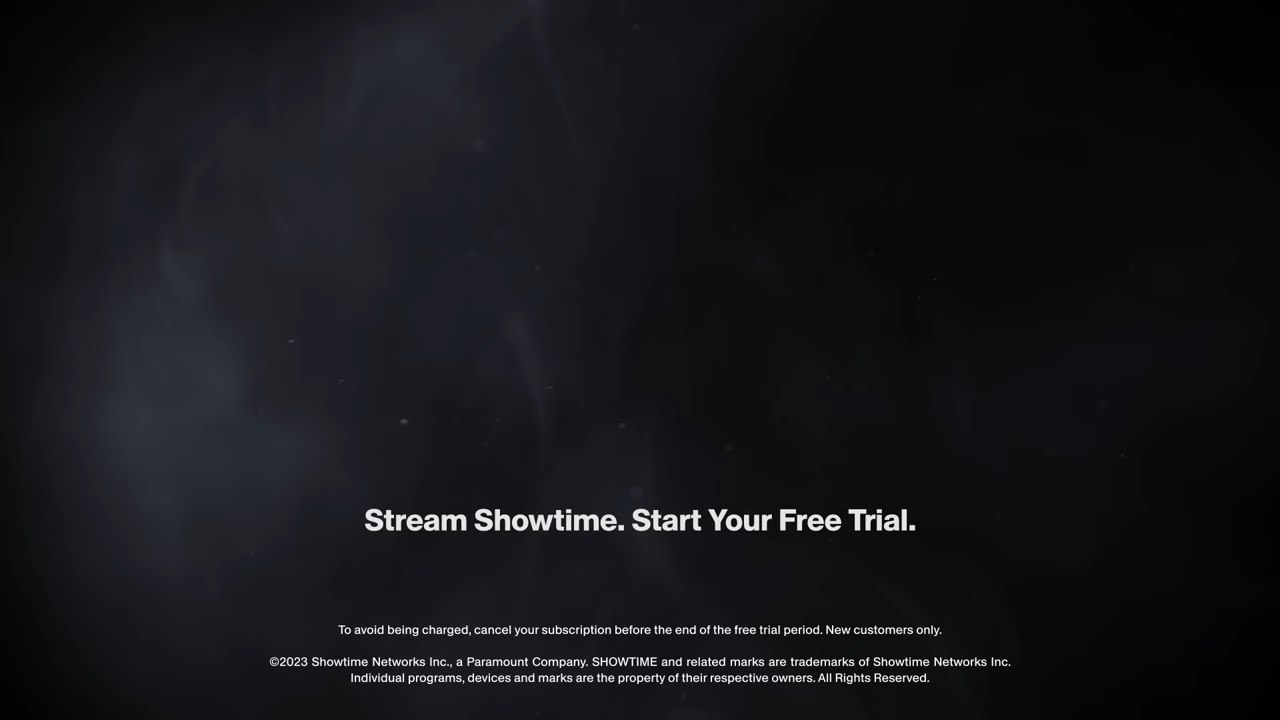 Stream Showtime. Start Your Free Trial.
To avoid being charged, cancel your subscription before the end of the free trial period. New customers only.
©2023 Showtime Networks Inc., a Paramount Company. SHOWTIME and related marks are trademarks of Showtime Networks Inc.
Individual programs, devices and marks are the property of their respective owners. All Rights Reserved.